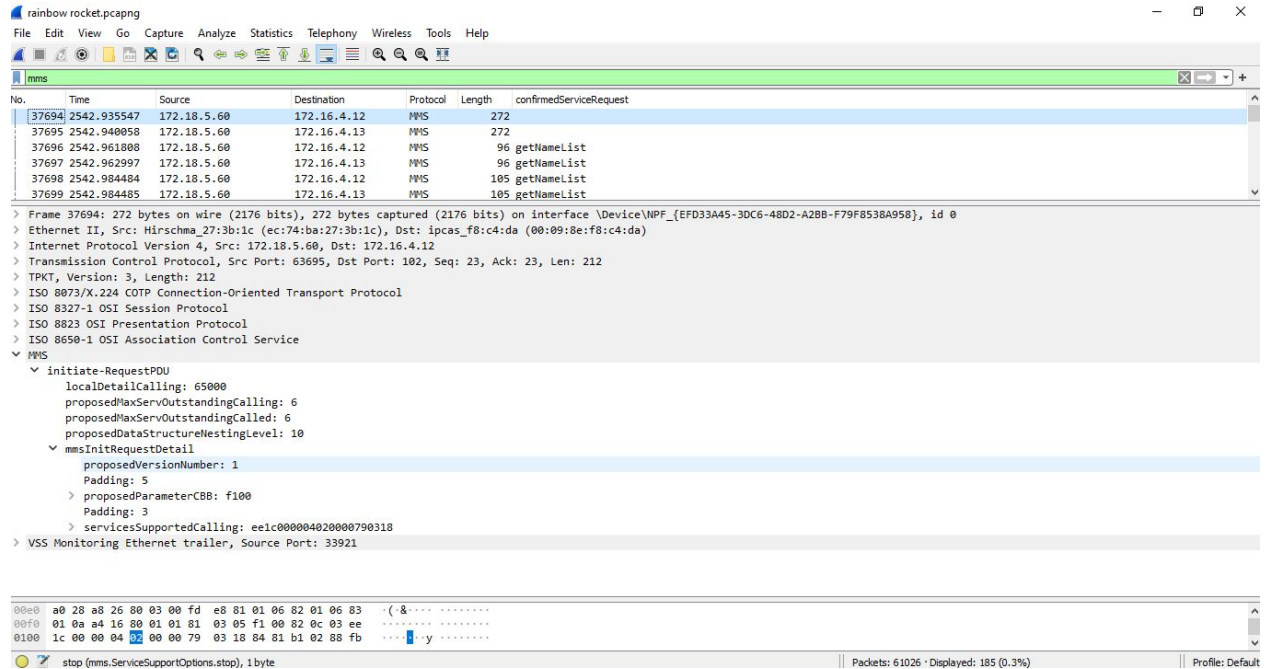 rainbow rocket.pcapng
File Edit View Go Capture Analyze Statistics Telephony Wireless Tools Help
mms
No. Time Source Destination Protocol Length confirmedServiceRequest
37694 2542.935547 172.18.5.60 172.16.4.12 MMS 272
37695 2542.940058 172.18.5.60 172.16.4.13 MMS 272
37696 2542.961808 172.18.5.60 172.16.4.12 MMS 96 getNameList
37697 2542.962997 172.18.5.60 172.16.4.13 MMS 96 getNameList
37698 2542.984484 172.18.5.60 172.16.4.12 MMS 105 getNameList
37699 2542.984485 172.18.5.60 172.16.4.13 MMS 105 getNameList
> Frame 37694: 272 bytes on wire (2176 bits), 272 bytes captured (2176 bits) on interface \Device\NPF_{EFD33A45-3DC6-48D2-A2BB-F79F8538A958}, id 0
> Ethernet II, Src: Hirschma_27:3b:1c (ec:74:ba:27:3b:1c), Dst: ipcas_f8:c4:da (00:09:8e:f8:c4:da)
> Internet Protocol Version 4, Src: 172.18.5.60, Dst: 172.16.4.12
> Transmission Control Protocol, Src Port: 63695, Dst Port: 102, Seq: 23, Ack: 23, Len: 212
> TPKT, Version: 3, Length: 212
> ISO 8073/X.224 COTP Connection-Oriented Transport Protocol
> ISO 8327-1 OSI Session Protocol
> ISO 8823 OSI Presentation Protocol
> ISO 8650-1 OSI Association Control Service
MMS
initiate-RequestPDU
localDetailCalling: 65000
proposedMaxServOutstandingCalling: 6
proposedMaxServOutstandingCalled: 6
proposedDataStructureNestingLevel: 10
mmsInitRequestDetail
proposedVersionNumber: 1
Padding: 5
> proposedParameterCBB: f100
Padding: 3
> servicesSupportedCalling: ee1c000004020000790318
> VSS Monitoring Ethernet trailer, Source Port: 33921
00e0 a0 28 a8 26 80 03 00 fd e8 81 01 06 82 01 06 83 ·(·&···· ········
00f0 01 0a a4 16 80 01 01 81 03 05 f1 00 82 0c 03 ee ········ ········
0100 1c 00 00 04 02 00 00 79 03 18 84 81 b1 02 88 fb ·······y ········
stop (mms.ServiceSupportOptions.stop), 1 byte Packets: 61026 · Displayed: 185 (0.3%) Profile: Default